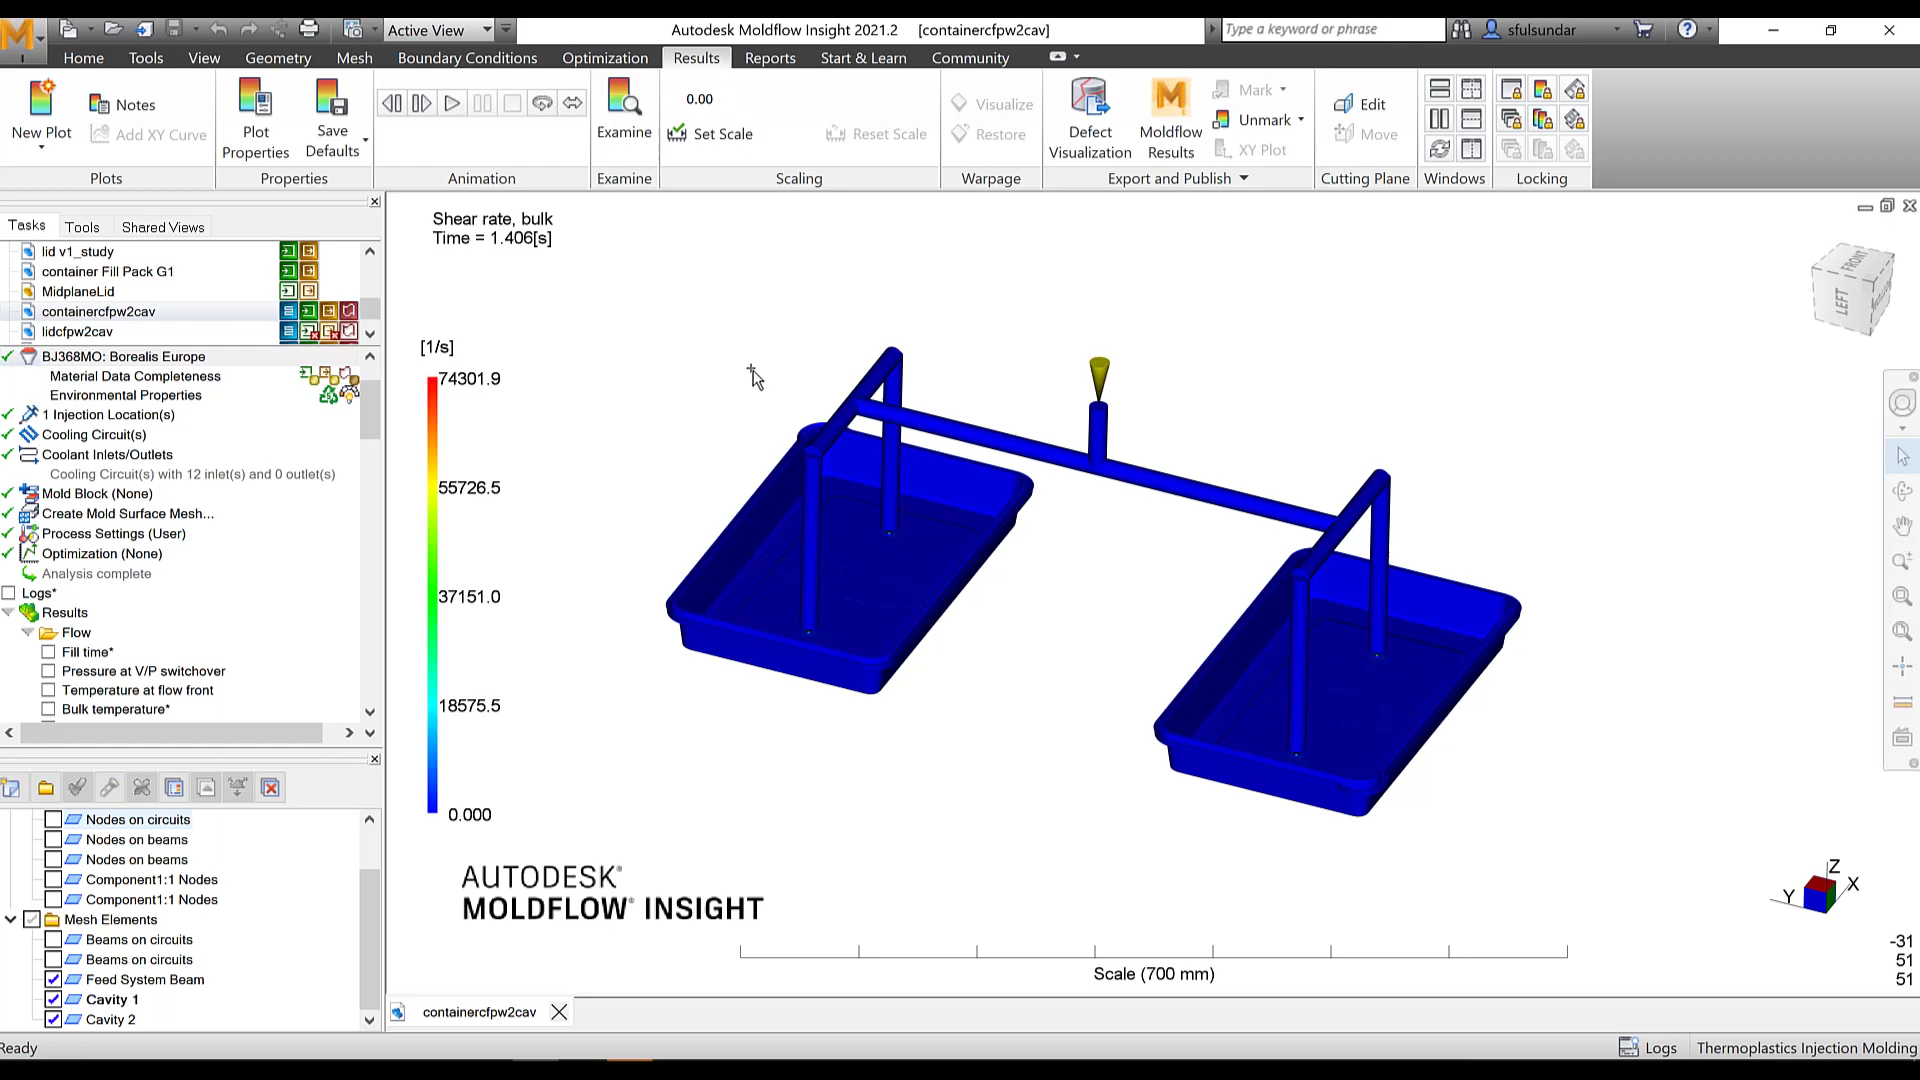 Active View
Autodesk Moldflow Insight 2021.2 [containercfpw2cav]
Type a keyword or phrase
sfulsundar
Home Tools View Geometry Mesh Boundary Conditions Optimization Results Reports Start & Learn Community
New Plot
Notes
Add XY Curve
Plots
Plot Properties
Save Defaults
Properties
Animation
Examine
Examine
0.00
Set Scale
Reset Scale
Scaling
Visualize
Restore
Warpage
Defect Visualization
Moldflow Results
Mark
Unmark
XY Plot
Export and Publish
Edit
Move
Cutting Plane
Windows
Locking
Tasks Tools Shared Views
lid v1_study
container Fill Pack G1
MidplaneLid
containercfpw2cav
lidcfpw2cav
BJ368MO: Borealis Europe
Material Data Completeness
Environmental Properties
1 Injection Location(s)
Cooling Circuit(s)
Coolant Inlets/Outlets
Cooling Circuit(s) with 12 inlet(s) and 0 outlet(s)
Mold Block (None)
Create Mold Surface Mesh...
Process Settings (User)
Optimization (None)
Analysis complete
Logs*
Results
Flow
Fill time*
Pressure at V/P switchover
Temperature at flow front
Bulk temperature*
Nodes on circuits
Nodes on beams
Nodes on beams
Component1:1 Nodes
Component1:1 Nodes
Mesh Elements
Beams on circuits
Beams on circuits
Feed System Beam
Cavity 1
Cavity 2
Shear rate, bulk
Time = 1.406[s]
[1/s]
74301.9
55726.5
37151.0
18575.5
0.000
AUTODESK®
MOLDFLOW® INSIGHT
Scale (700 mm)
FRONT
LEFT
Z
X
Y
-31
51
51
containercfpw2cav
Ready
Logs
Thermoplastics Injection Molding